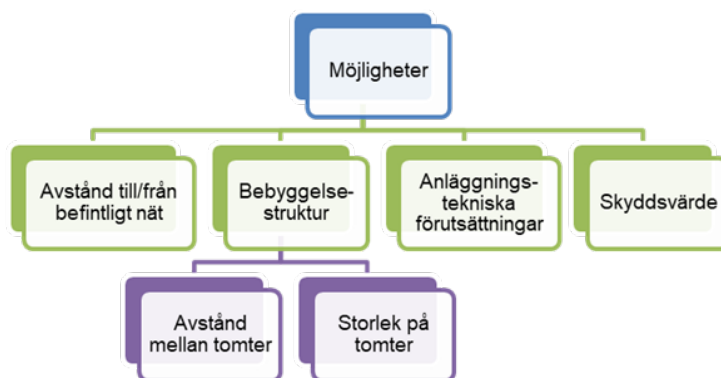 Möjligheter
Avstånd till/från
befintligt nät
Bebyggelse-
struktur
Anläggnings-
tekniska
förutsättningar
Skyddsvärde
Avstånd
mellan tomter
Storlek på
tomter